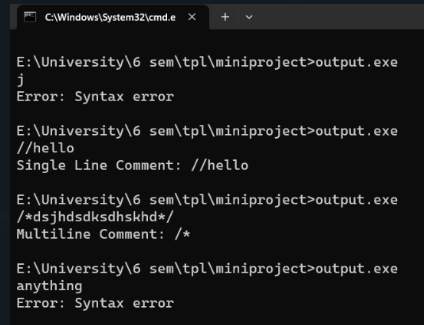 C:\Windows\System32\cmd.e
E:\University\6 sem\tpl\miniproject>output.exe
j
Error: Syntax error
E:\University\6 sem\tpl\miniproject>output.exe
//hello
Single Line Comment: //hello
E:\University\6 sem\tpl\miniproject>output.exe
/*dsjhdsdksdhskhd*/
Multiline Comment: /*
E:\University\6 sem\tpl\miniproject>output.exe
anything
Error: Syntax error